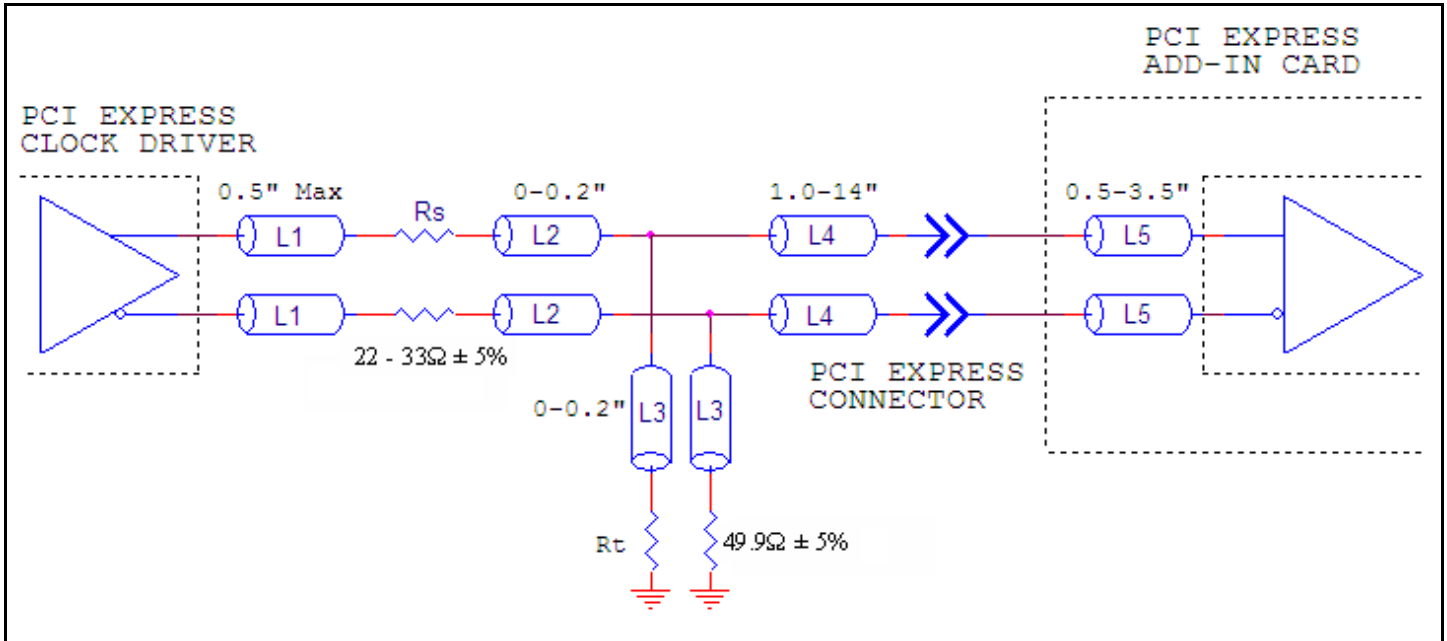 PCI EXPRESS
ADD-IN CARD
PCI EXPRESS
CLOCK DRIVER
0.5" Max
Rs
0-0.2"
1.0-14"
0.5-3.5"
L1
L2
L4
L5
L1
L2
L4
L5
22 - 33Ω ± 5%
PCI EXPRESS
CONNECTOR
0-0.2"
L3
L3
Rt
49.9Ω ± 5%